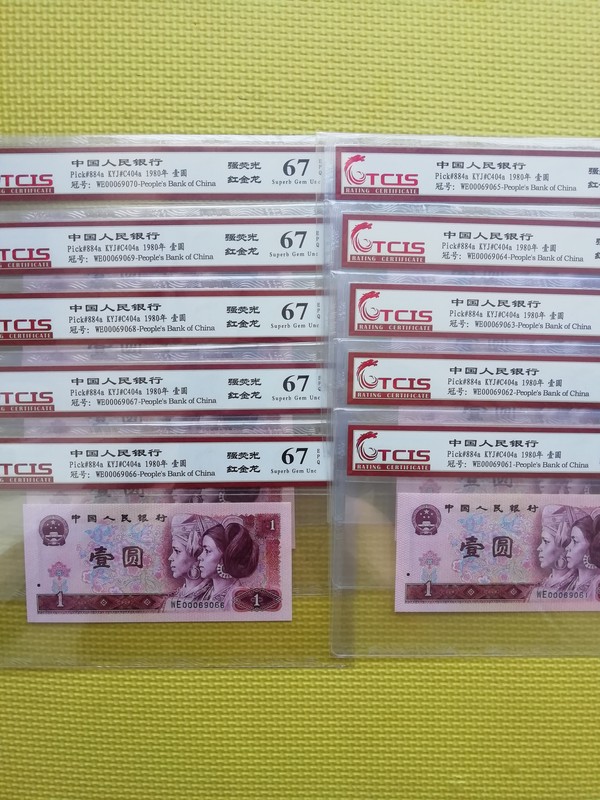 中国人民银行
Pick#884a KYJ#C404a 1980年 壹圆
冠号: WE00069070-People's Bank of China
强荧光
红金龙
67
EPQ
Superb Gem Unc
TCIS
RATING CERTIFICATE
中国人民银行
Pick#884a KYJ#C404a 1980年 壹圆
冠号: WE00069069-People's Bank of China
强荧光
红金龙
67
EPQ
Superb Gem Unc
TCIS
RATING CERTIFICATE
中国人民银行
Pick#884a KYJ#C404a 1980年 壹圆
冠号: WE00069068-People's Bank of China
强荧光
红金龙
67
EPQ
Superb Gem Unc
TCIS
RATING CERTIFICATE
中国人民银行
Pick#884a KYJ#C404a 1980年 壹圆
冠号: WE00069067-People's Bank of China
强荧光
红金龙
67
EPQ
Superb Gem Unc
TCIS
RATING CERTIFICATE
中国人民银行
Pick#884a KYJ#C404a 1980年 壹圆
冠号: WE00069066-People's Bank of China
强荧光
红金龙
67
EPQ
Superb Gem Unc
TCIS
RATING CERTIFICATE
中国人民银行
壹圆
1
1
1
WE00069066
TCIS
RATING CERTIFICATE
中国人民银行
Pick#884a KYJ#C404a 1980年 壹圆
冠号: WE00069065-People's Bank of China
TCIS
RATING CERTIFICATE
中国人民银行
Pick#884a KYJ#C404a 1980年 壹圆
冠号: WE00069064-People's Bank of China
TCIS
RATING CERTIFICATE
中国人民银行
Pick#884a KYJ#C404a 1980年 壹圆
冠号: WE00069063-People's Bank of China
TCIS
RATING CERTIFICATE
中国人民银行
Pick#884a KYJ#C404a 1980年 壹圆
冠号: WE00069062-People's Bank of China
TCIS
RATING CERTIFICATE
中国人民银行
Pick#884a KYJ#C404a 1980年 壹圆
冠号: WE00069061-People's Bank of China
中国人民银行
壹圆
1
WE00069061